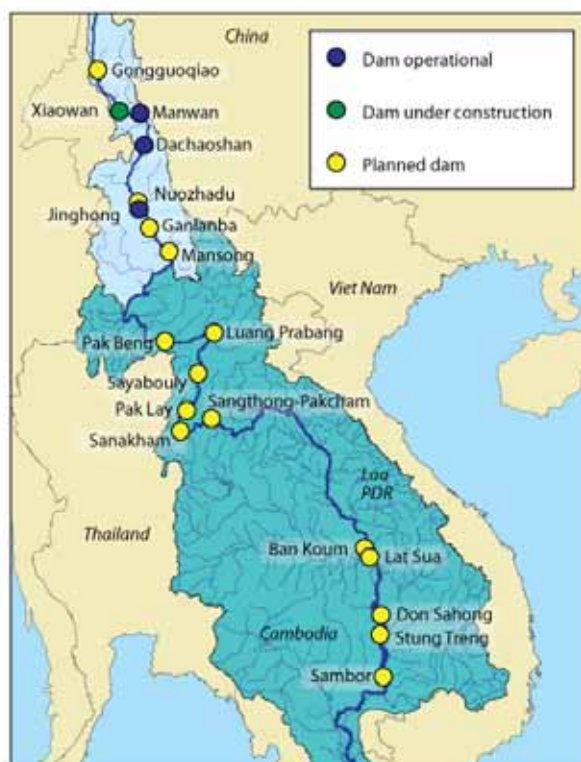 China
Dam operational
Dam under construction
Planned dam
Gongguoqiao
Xiaowan
Manwan
Dachaoshan
Nuozhadu
Jinghong
Ganlanba
Mansong
Viet Nam
Pak Beng
Luang Prabang
Sayabouly
Pak Lay
Sangthong-Pakcham
Sanakham
Lao
PDR
Thailand
Ban Koum
Lat Sua
Don Sahong
Cambodia
Stung Treng
Sambor